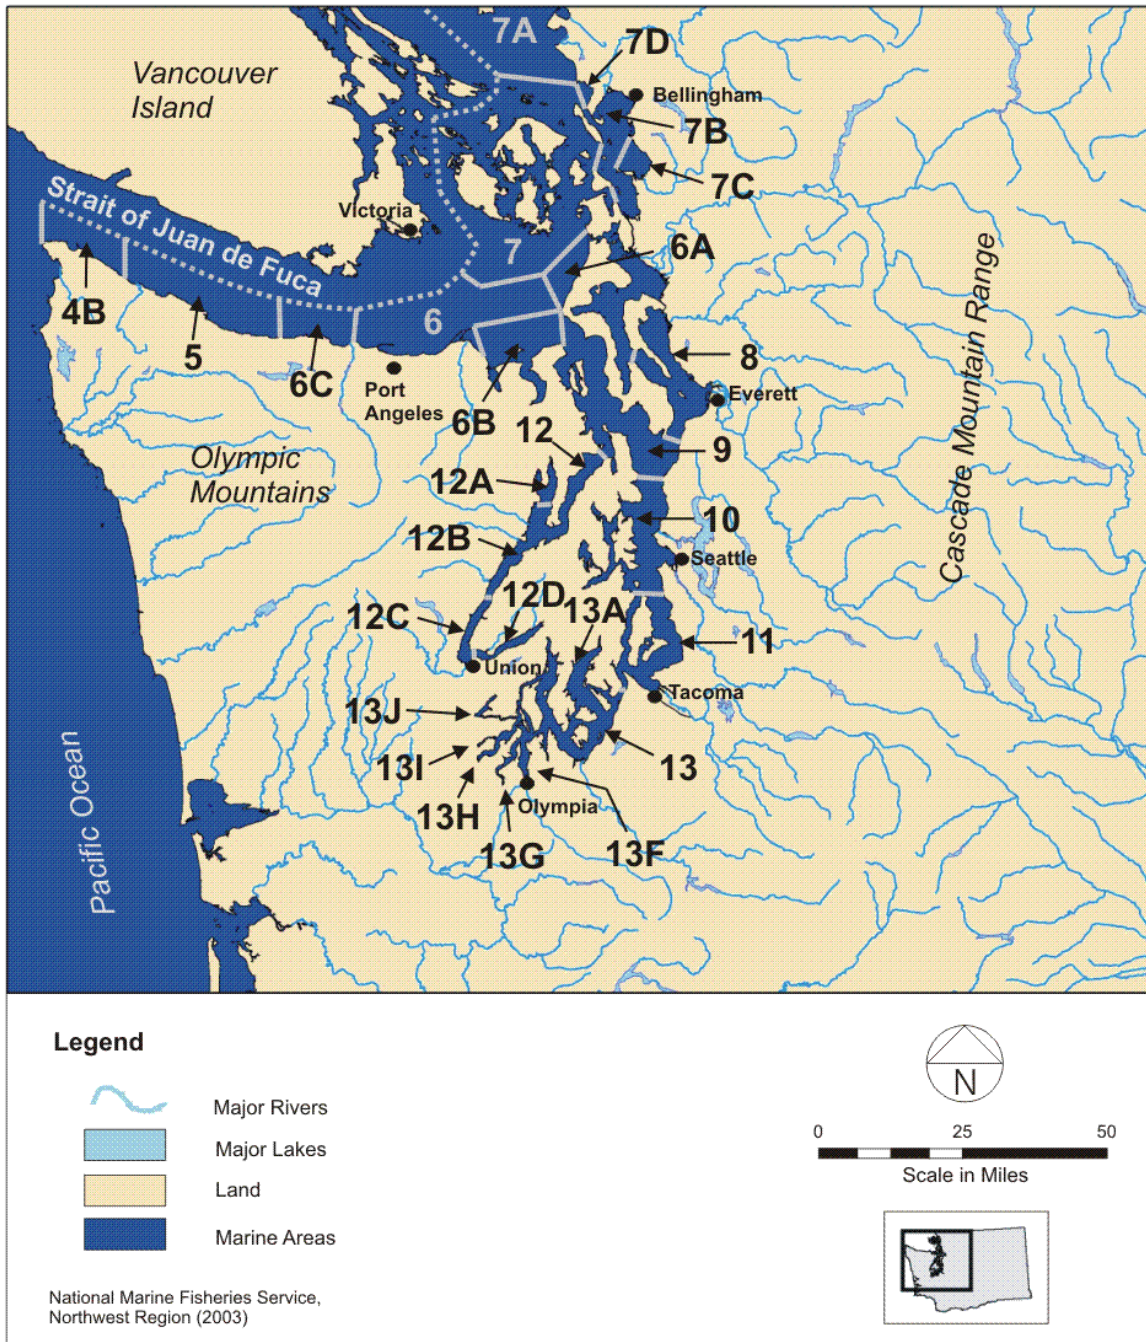 7A
7D
Vancouver
Island
Bellingham
7B
7C
Strait of Juan de Fuca
Victoria
7
6A
4B
5
6C
6
Port
Angeles
6B
8
Everett
Cascade Mountain Range
12
9
Olympic
Mountains
12A
10
12B
Seattle
12D
13A
12C
11
Union
Tacoma
13J
13I
13
13H
Olympia
13G
13F
Pacific Ocean
Legend
Major Rivers
Major Lakes
Land
Marine Areas
N
0 25 50
Scale in Miles
National Marine Fisheries Service,
Northwest Region (2003)